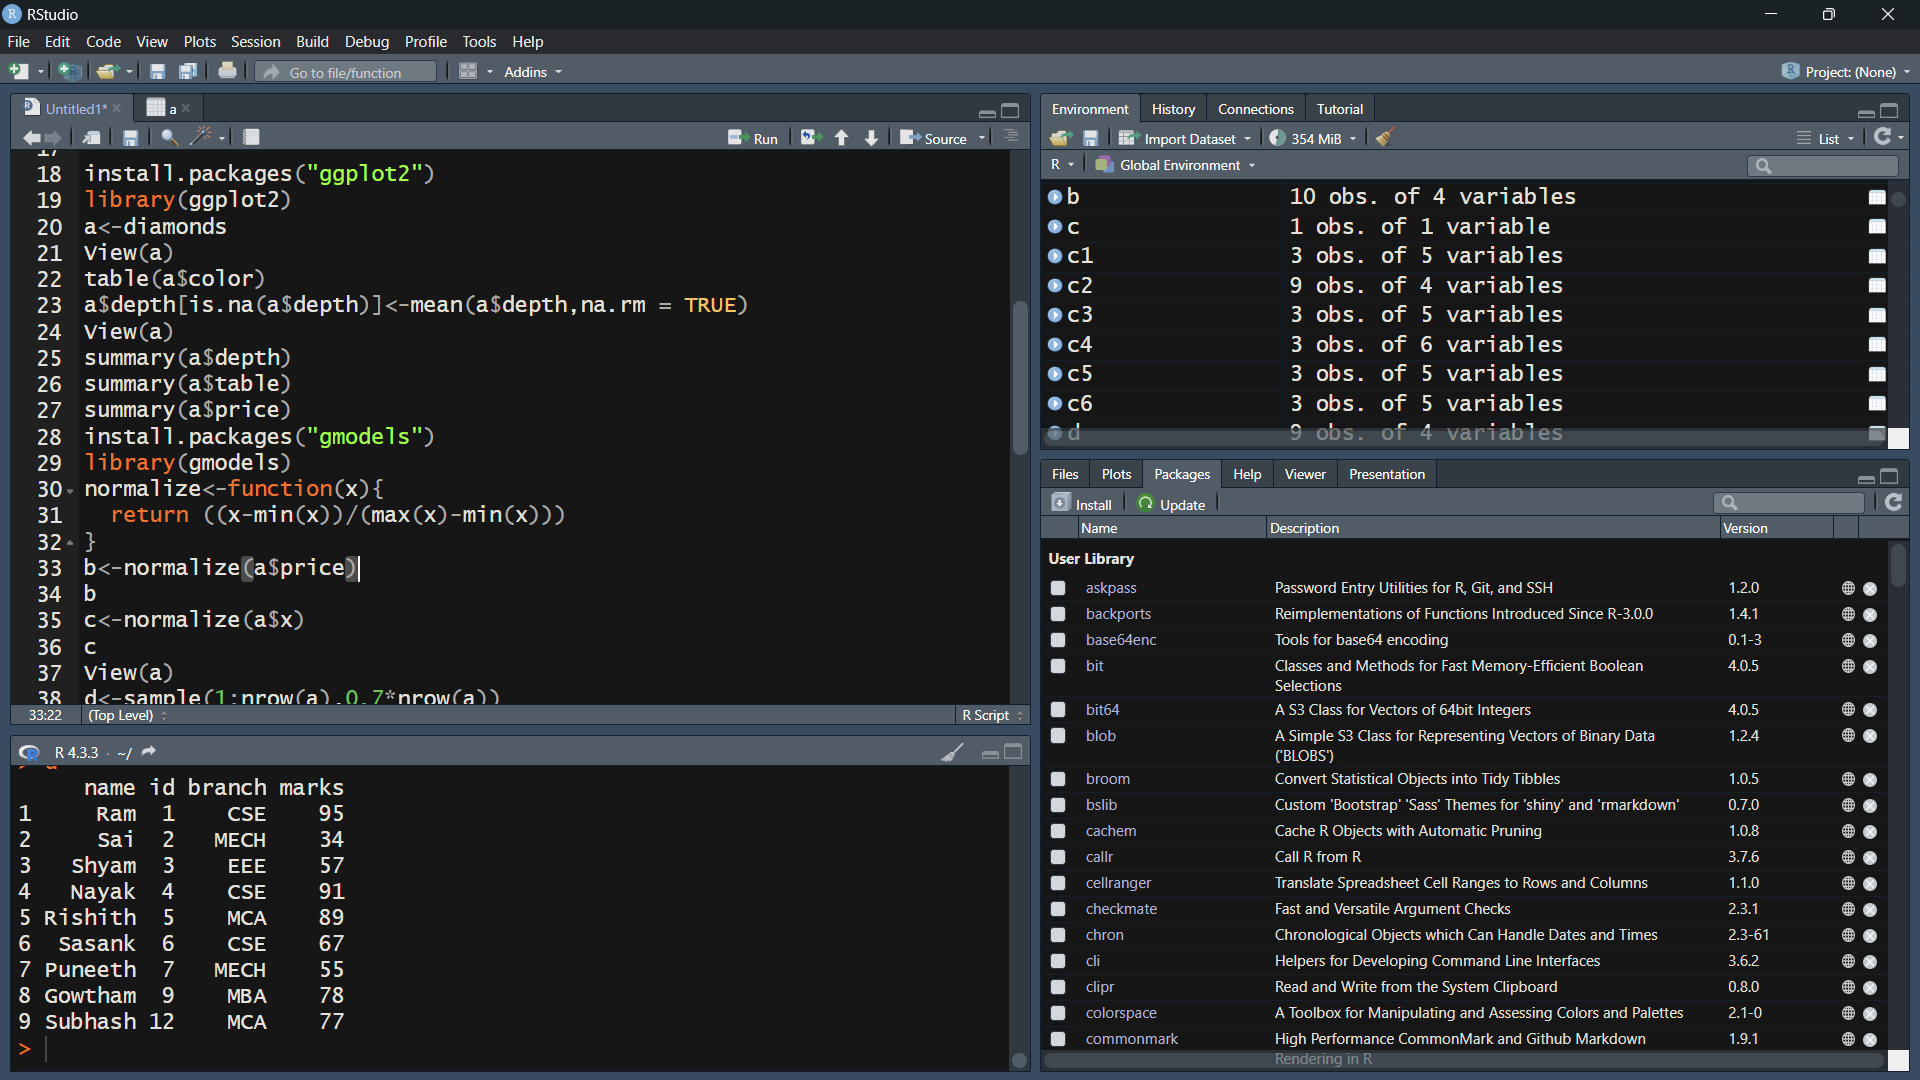 RStudio
File Edit Code View Plots Session Build Debug Profile Tools Help
Go to file/function Addins Project: (None)
Untitled1* a
Run Source
17
18 install.packages("ggplot2")
19 library(ggplot2)
20 a<-diamonds
21 View(a)
22 table(a$color)
23 a$depth[is.na(a$depth)]<-mean(a$depth,na.rm = TRUE)
24 View(a)
25 summary(a$depth)
26 summary(a$table)
27 summary(a$price)
28 install.packages("gmodels")
29 library(gmodels)
30 normalize<-function(x){
31 return ((x-min(x))/(max(x)-min(x)))
32 }
33 b<-normalize(a$price)
34 b
35 c<-normalize(a$x)
36 c
37 View(a)
38 d<-sample(1:nrow(a),0.7*nrow(a))
33:22 (Top Level) R Script
R 4.3.3 · ~/
name id branch marks
1 Ram 1 CSE 95
2 Sai 2 MECH 34
3 Shyam 3 EEE 57
4 Nayak 4 CSE 91
5 Rishith 5 MCA 89
6 Sasank 6 CSE 67
7 Puneeth 7 MECH 55
8 Gowtham 9 MBA 78
9 Subhash 12 MCA 77
>
Environment History Connections Tutorial
Import Dataset 354 MiB List
R Global Environment
b 10 obs. of 4 variables
c 1 obs. of 1 variable
c1 3 obs. of 5 variables
c2 9 obs. of 4 variables
c3 3 obs. of 5 variables
c4 3 obs. of 6 variables
c5 3 obs. of 5 variables
c6 3 obs. of 5 variables
d 9 obs. of 4 variables
Files Plots Packages Help Viewer Presentation
Install Update
Name Description Version
User Library
askpass Password Entry Utilities for R, Git, and SSH 1.2.0
backports Reimplementations of Functions Introduced Since R-3.0.0 1.4.1
base64enc Tools for base64 encoding 0.1-3
bit Classes and Methods for Fast Memory-Efficient Boolean 4.0.5
Selections
bit64 A S3 Class for Vectors of 64bit Integers 4.0.5
blob A Simple S3 Class for Representing Vectors of Binary Data 1.2.4
('BLOBS')
broom Convert Statistical Objects into Tidy Tibbles 1.0.5
bslib Custom 'Bootstrap' 'Sass' Themes for 'shiny' and 'rmarkdown' 0.7.0
cachem Cache R Objects with Automatic Pruning 1.0.8
callr Call R from R 3.7.6
cellranger Translate Spreadsheet Cell Ranges to Rows and Columns 1.1.0
checkmate Fast and Versatile Argument Checks 2.3.1
chron Chronological Objects which Can Handle Dates and Times 2.3-61
cli Helpers for Developing Command Line Interfaces 3.6.2
clipr Read and Write from the System Clipboard 0.8.0
colorspace A Toolbox for Manipulating and Assessing Colors and Palettes 2.1-0
commonmark High Performance CommonMark and Github Markdown 1.9.1
Rendering in R